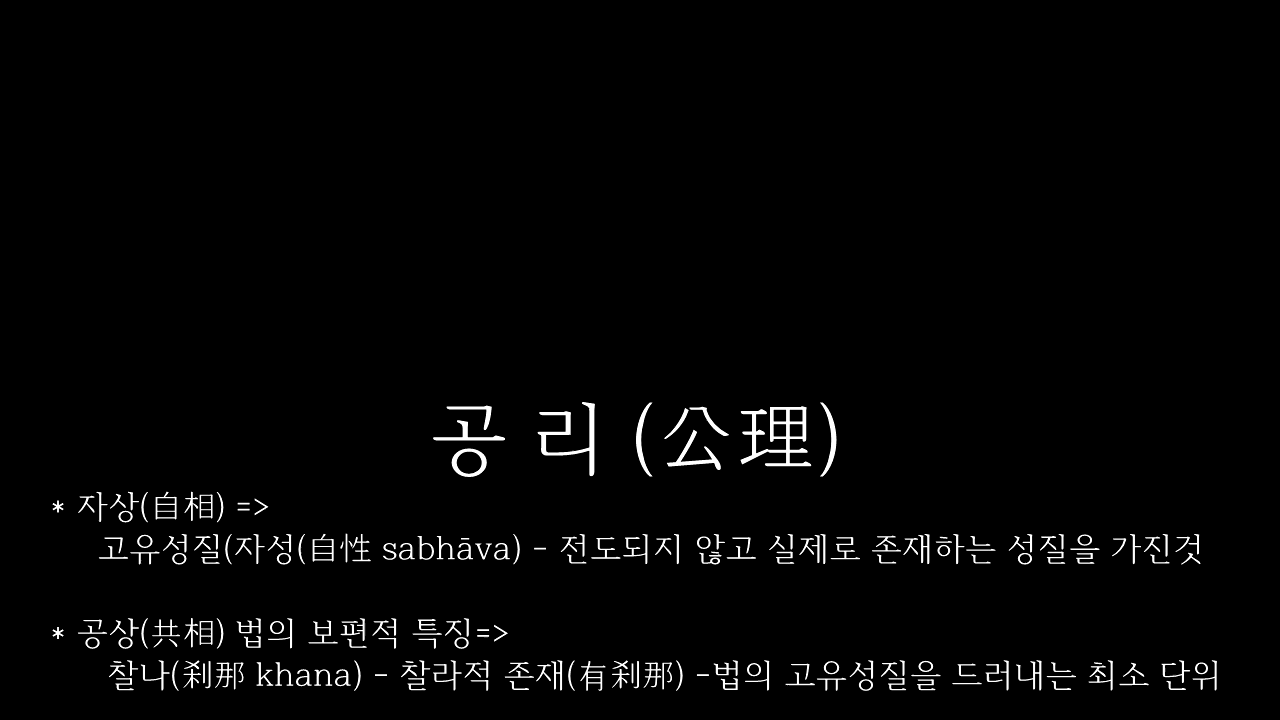 공 리 (公理)
* 자상(自相) =>
고유성질(자성(自性 sabhāva) - 전도되지 않고 실제로 존재하는 성질을 가진것
* 공상(共相) 법의 보편적 특징=>
찰나(刹那 khana) - 찰라적 존재(有刹那) -법의 고유성질을 드러내는 최소 단위